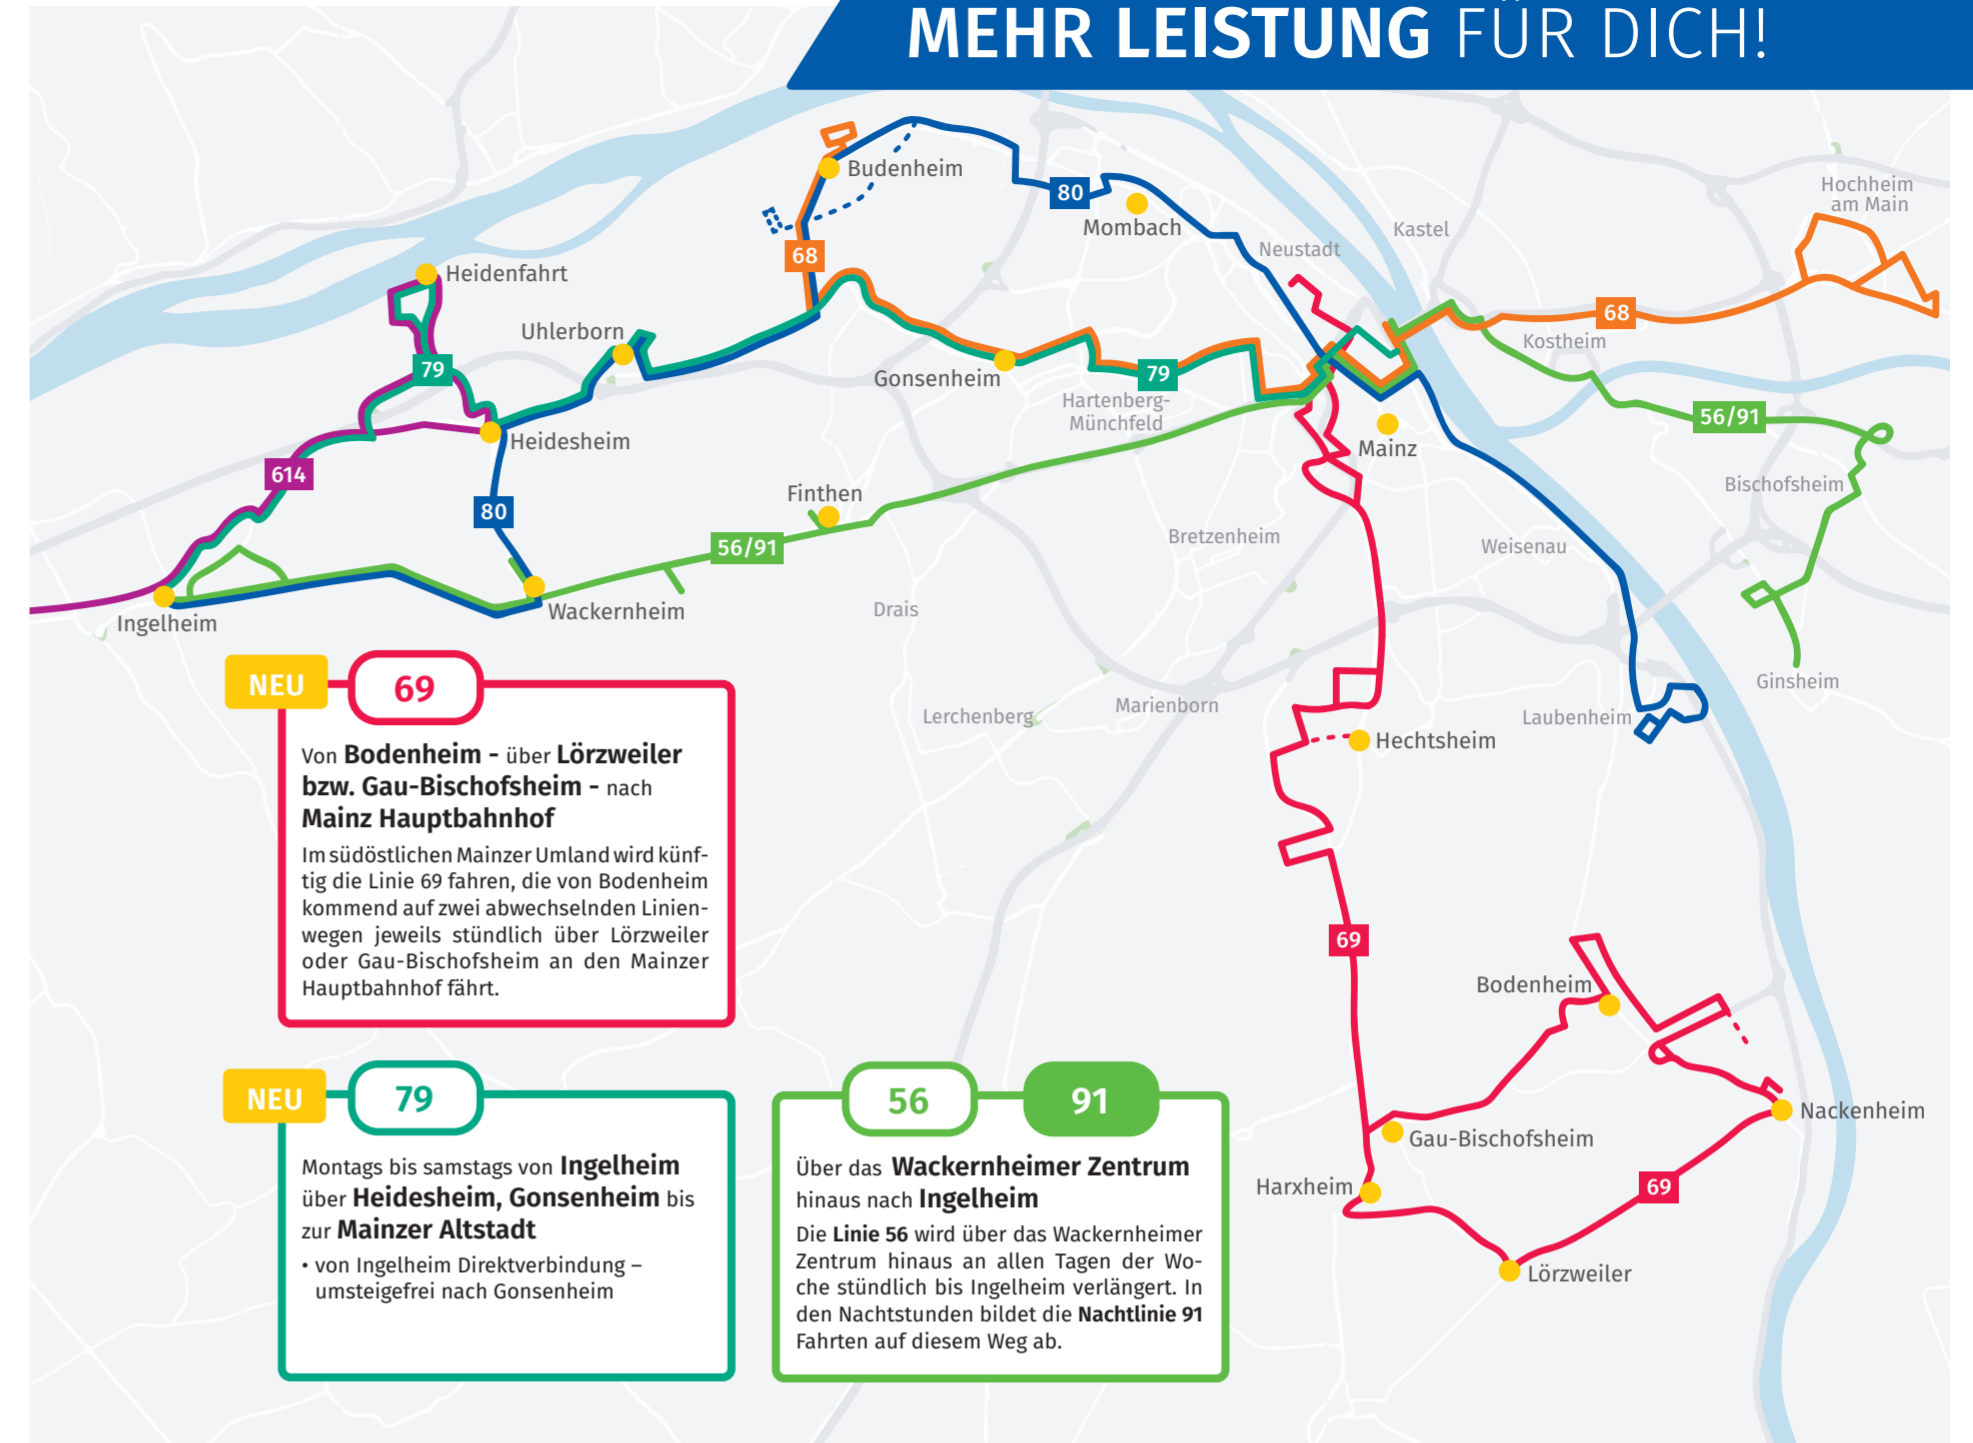 MEHR LEISTUNG FÜR DICH!
Hochheim
am Main
Budenheim
80
Mombach
Kastel
Neustadt
68
Heidenfahrt
68
Uhlerborn
Kostheim
79
Gonsenheim
79
Hartenberg-
Münchfeld
56/91
Heidesheim
Mainz
614
Bischofsheim
Finthen
80
56/91
Bretzenheim
Weisenau
Drais
Wackernheim
Ingelheim
Ginsheim
Lerchenberg
Marienborn
Laubenheim
Hechtsheim
69
Bodenheim
Nackenheim
Gau-Bischofsheim
Harxheim
69
Lörzweiler
NEU
69
Von Bodenheim - über Lörzweiler
bzw. Gau-Bischofsheim - nach
Mainz Hauptbahnhof
Im südöstlichen Mainzer Umland wird künf-
tig die Linie 69 fahren, die von Bodenheim
kommend auf zwei abwechselnden Linien-
wegen jeweils stündlich über Lörzweiler
oder Gau-Bischofsheim an den Mainzer
Hauptbahnhof fährt.
NEU
79
Montags bis samstags von Ingelheim
über Heidesheim, Gonsenheim bis
zur Mainzer Altstadt
• von Ingelheim Direktverbindung –
umsteigefrei nach Gonsenheim
56
91
Über das Wackernheimer Zentrum
hinaus nach Ingelheim
Die Linie 56 wird über das Wackernheimer
Zentrum hinaus an allen Tagen der Wo-
che stündlich bis Ingelheim verlängert. In
den Nachtstunden bildet die Nachtlinie 91
Fahrten auf diesem Weg ab.